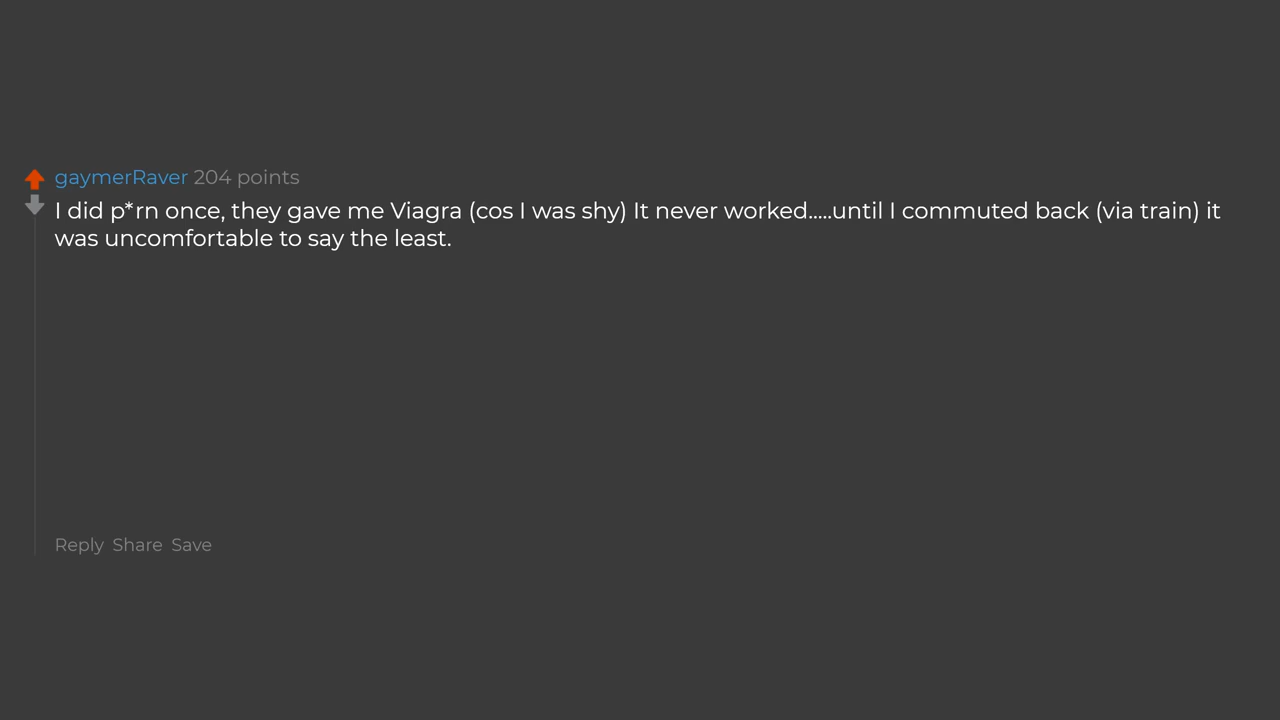 gaymerRaver 204 points
I did p*rn once, they gave me Viagra (cos I was shy) It never worked.....until I commuted back (via train) it
was uncomfortable to say the least.
Reply Share Save